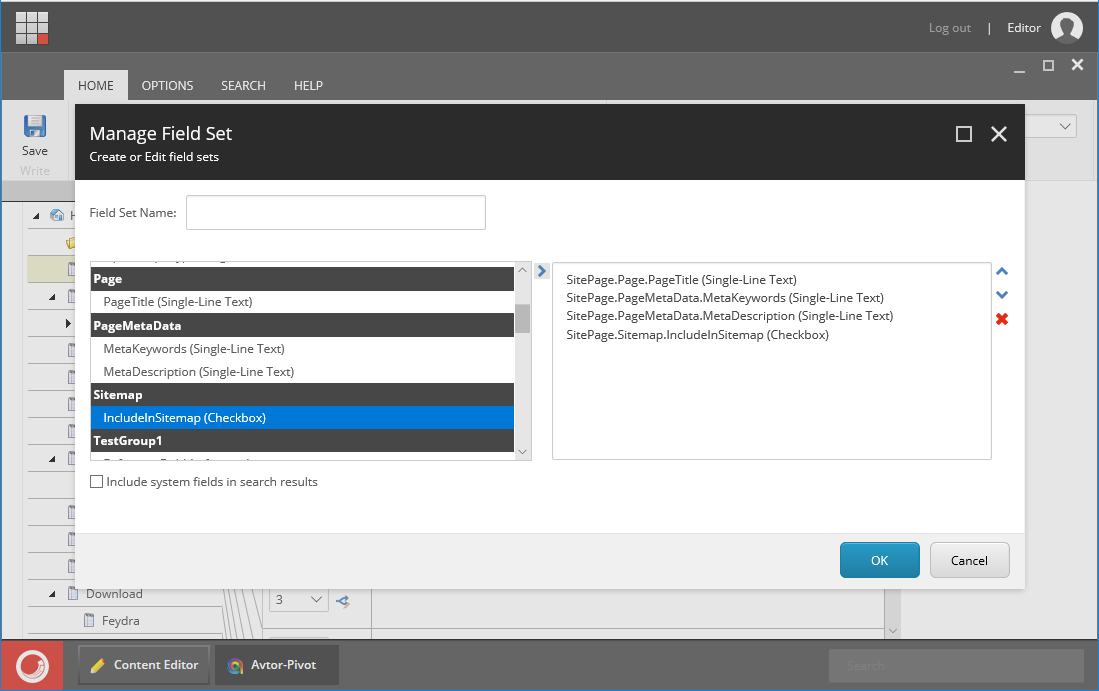 Log out | Editor
HOME OPTIONS SEARCH HELP
Save
Write
Manage Field Set
Create or Edit field sets
Field Set Name:
Page
PageTitle (Single-Line Text)
PageMetaData
MetaKeywords (Single-Line Text)
MetaDescription (Single-Line Text)
Sitemap
IncludeInSitemap (Checkbox)
TestGroup1
SitePage.Page.PageTitle (Single-Line Text)
SitePage.PageMetaData.MetaKeywords (Single-Line Text)
SitePage.PageMetaData.MetaDescription (Single-Line Text)
SitePage.Sitemap.IncludeInSitemap (Checkbox)
Include system fields in search results
OK Cancel
Download
3
Feydra
Content Editor Avtor-Pivot Search